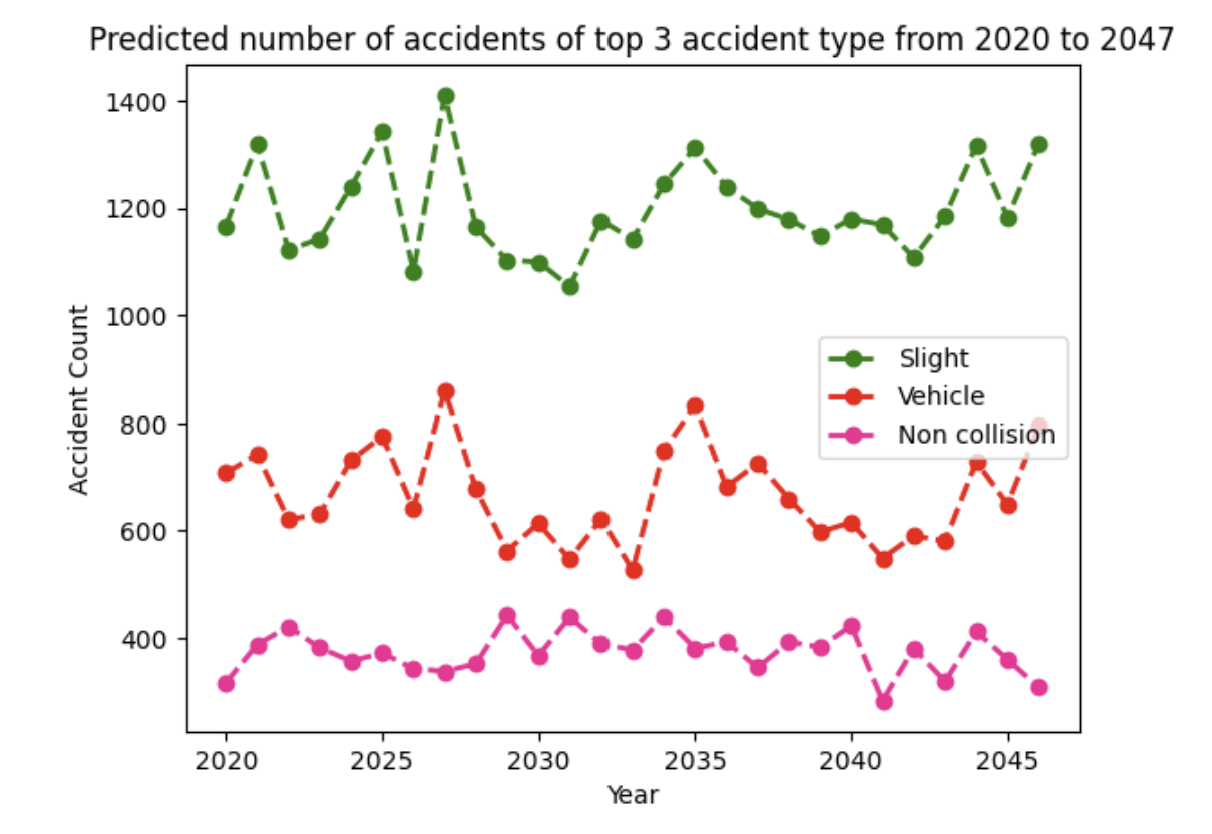 Predicted number of accidents of top 3 accident type from 2020 to 2047
1400
1200
1000
800
600
400
Accident Count
Slight
Vehicle
Non collision
2020 2025 2030 2035 2040 2045
Year